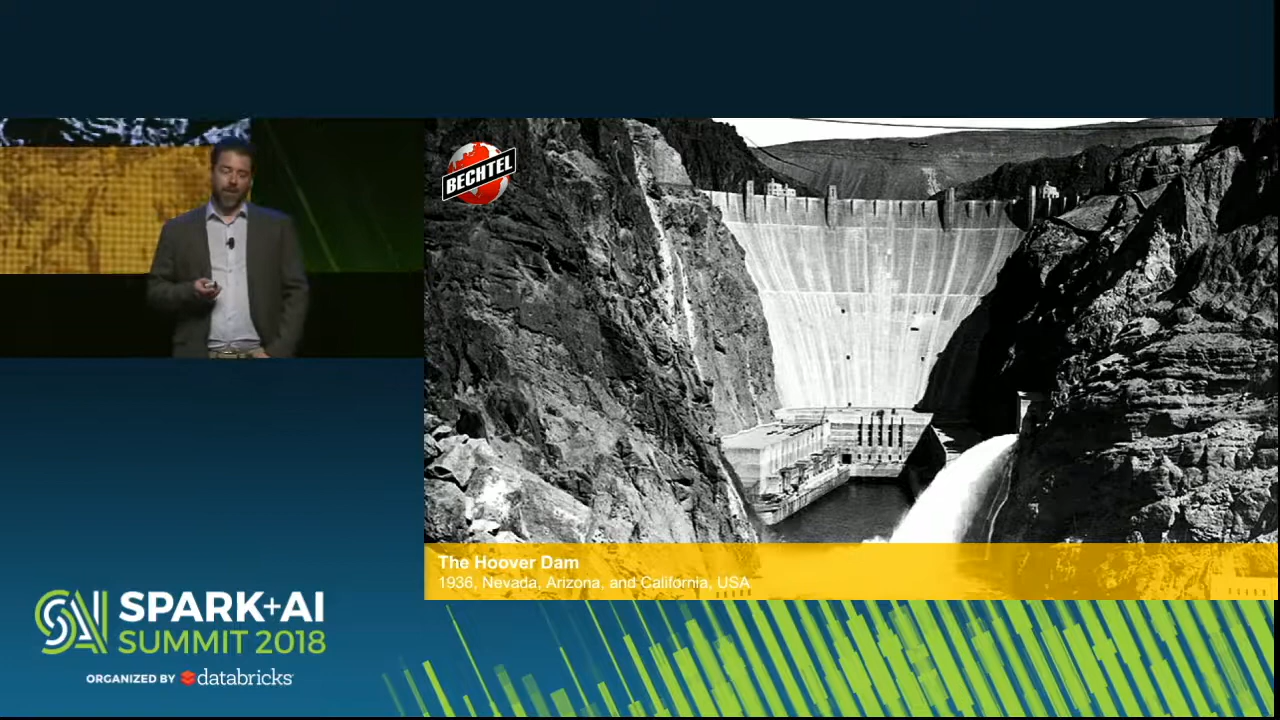 BECHTEL
The Hoover Dam
1936, Nevada, Arizona, and California, USA
SPARK+AI
SUMMIT 2018
ORGANIZED BY databricks